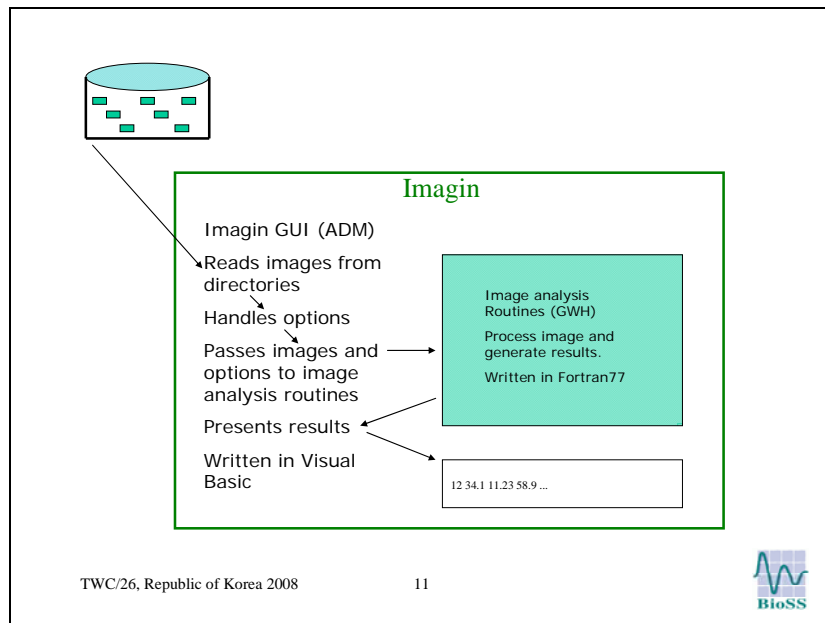 Imagin
Imagin GUI (ADM)
Reads images from
directories
Handles options
Passes images and
options to image
analysis routines
Presents results
Written in Visual
Basic
Image analysis
Routines (GWH)
Process image and
generate results.
Written in Fortran77
12 34.1 11.23 58.9 ...
TWC/26, Republic of Korea 2008
11
BioSS